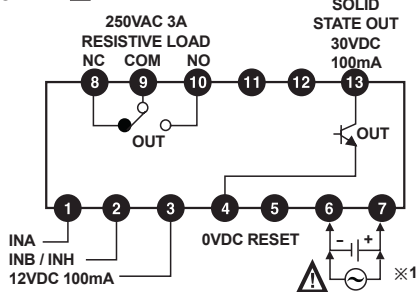 SOLID
250VAC 3A STATE OUT
RESISTIVE LOAD 30VDC
NC COM NO 100mA
8 9 10 11 12 13
OUT OUT
1 2 3 4 5 6 7
INA 0VDC RESET - +
INB / INH
12VDC 100mA ※1